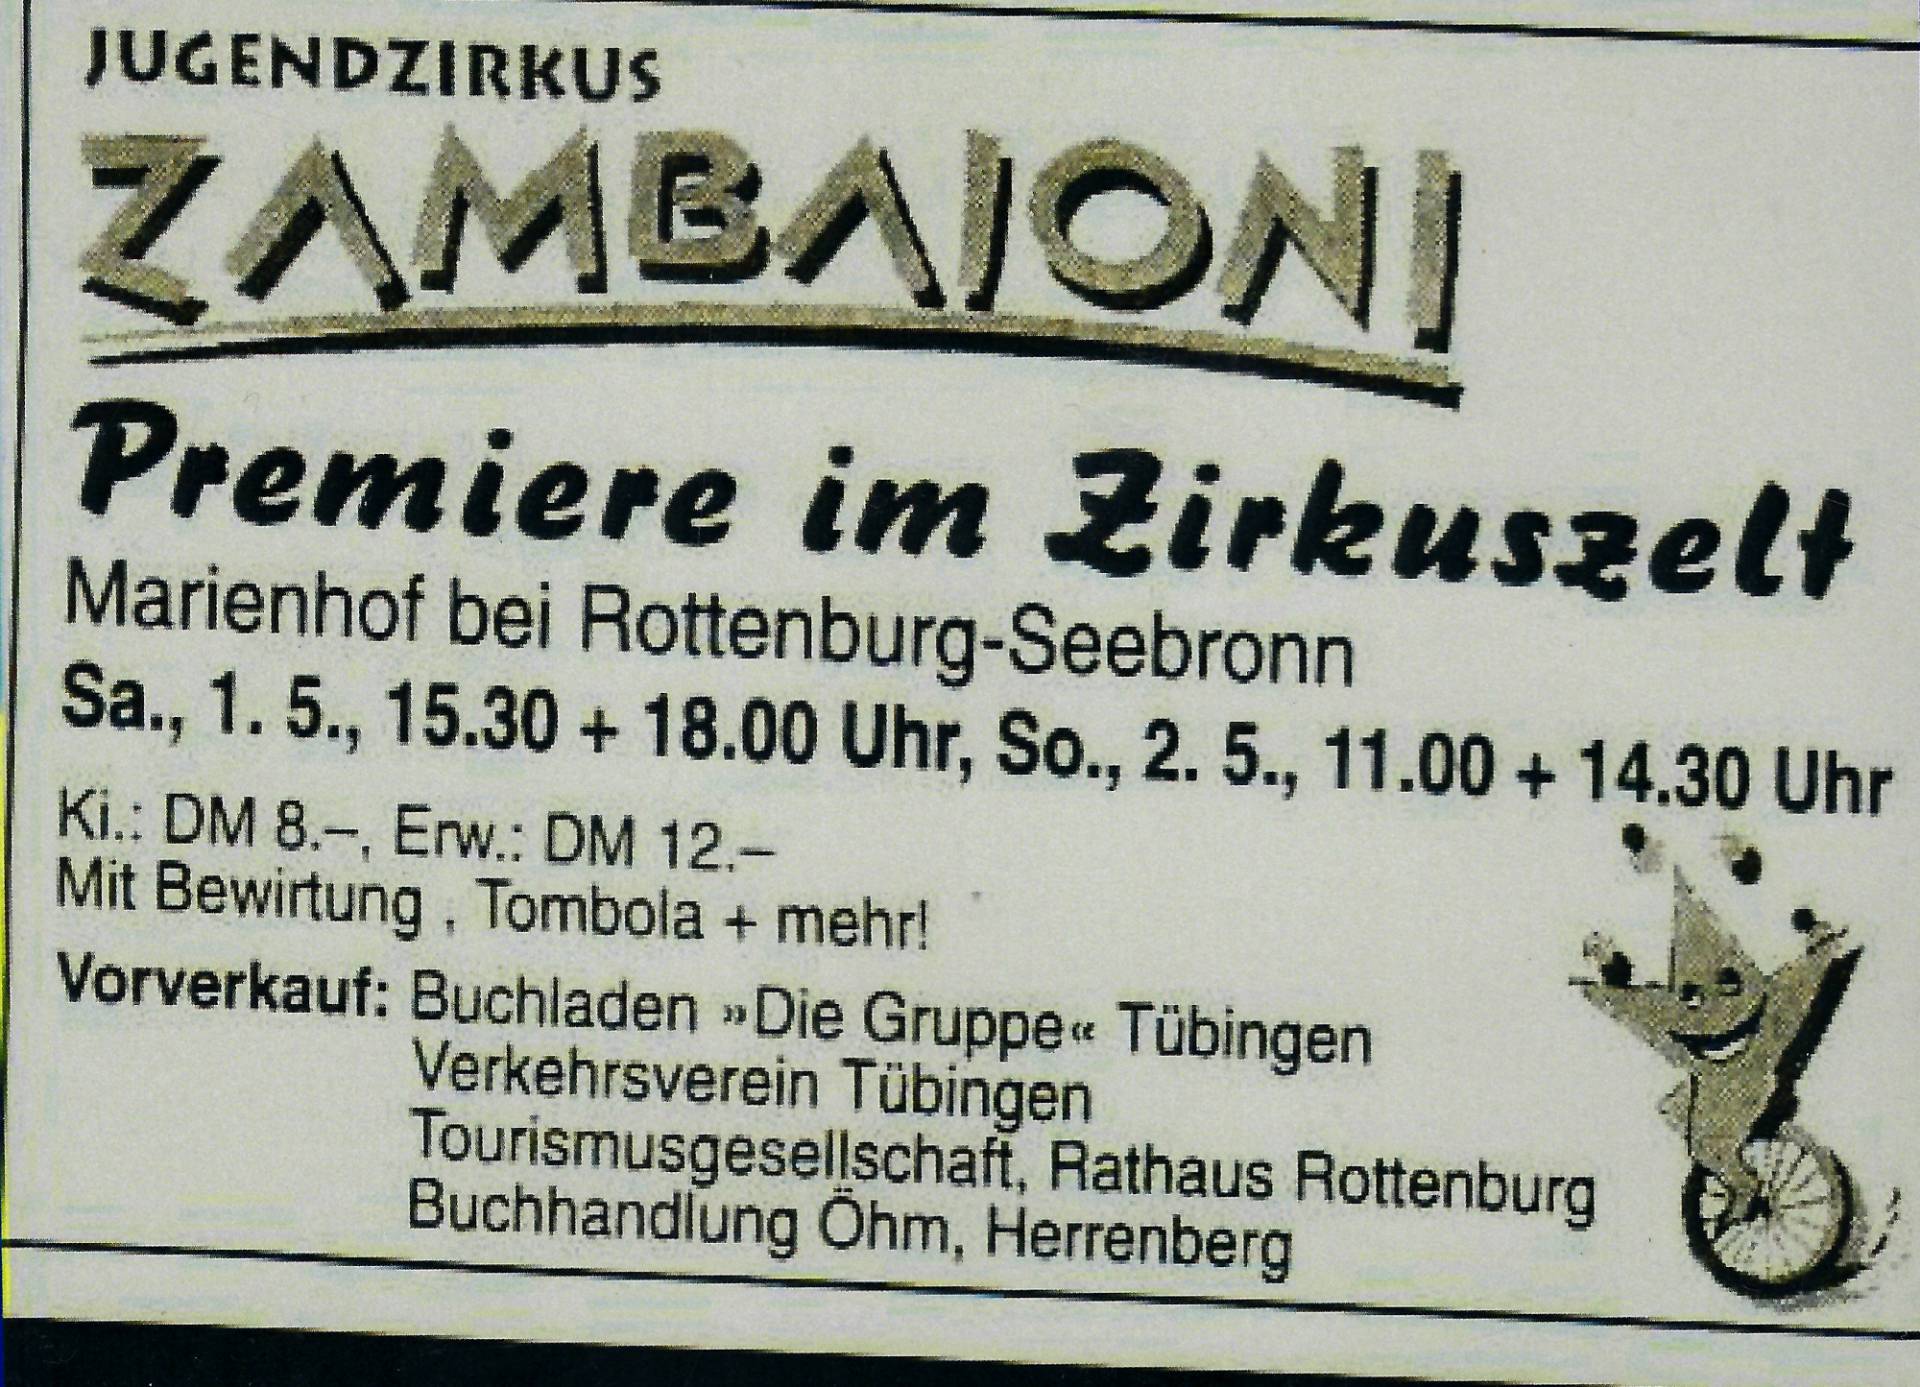 JUGENDZIRKUS
ZAMBAIONI
Premiere im Zirkuszelt
Marienhof bei Rottenburg-Seebronn
Sa., 1. 5., 15.30 + 18.00 Uhr, So., 2. 5., 11.00 + 14.30 Uhr
Ki.: DM 8.–, Erw.: DM 12.–
Mit Bewirtung , Tombola + mehr!
Vorverkauf: Buchladen »Die Gruppe« Tübingen
Verkehrsverein Tübingen
Tourismusgesellschaft, Rathaus Rottenburg
Buchhandlung Öhm, Herrenberg